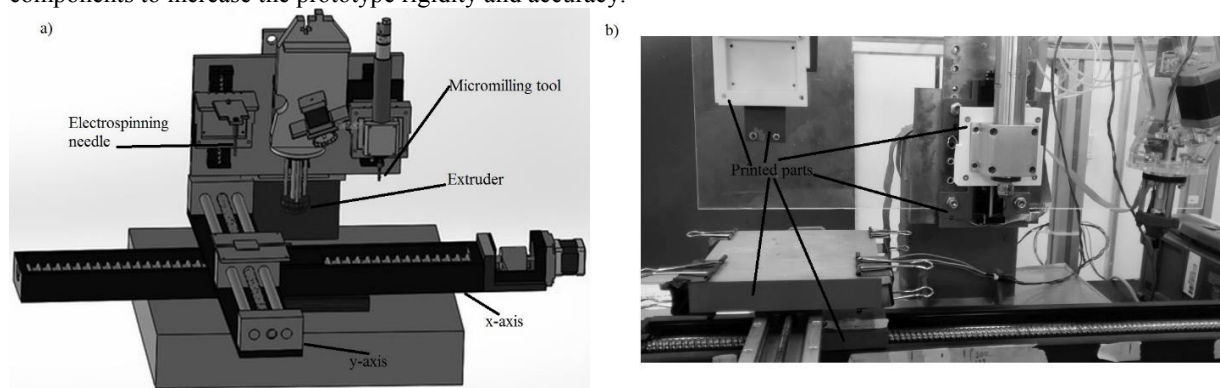 components to increase the prototype rigidity and accuracy.
a)
b)
Micromilling tool
Electrospinning
needle
Extruder
Printed parts
x-axis
y-axis